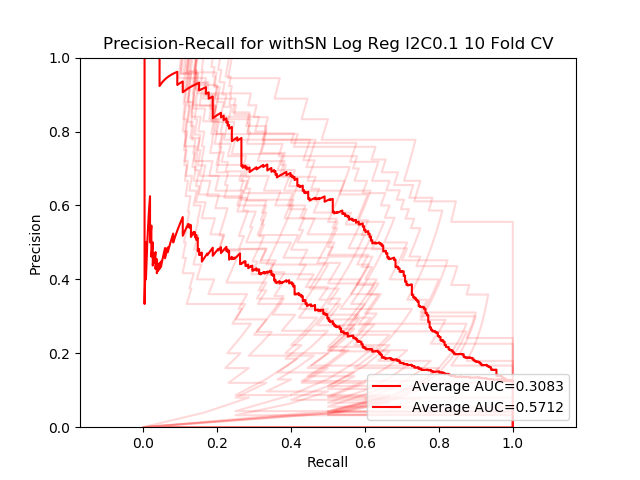 Precision-Recall for withSN Log Reg l2C0.1 10 Fold CV
Precision
1.0
0.8
0.6
0.4
0.2
0.0
0.0 0.2 0.4 0.6 0.8 1.0
Recall
Average AUC=0.3083
Average AUC=0.5712